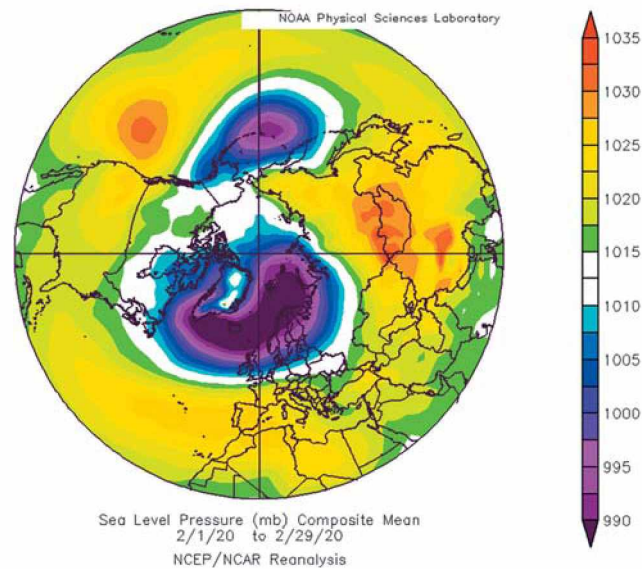 NOAA Physical Sciences Laboratory
1035
1030
1025
1020
1015
1010
1005
1000
995
990
Sea Level Pressure (mb) Composite Mean
2/1/20 to 2/29/20
NCEP/NCAR Reanalysis